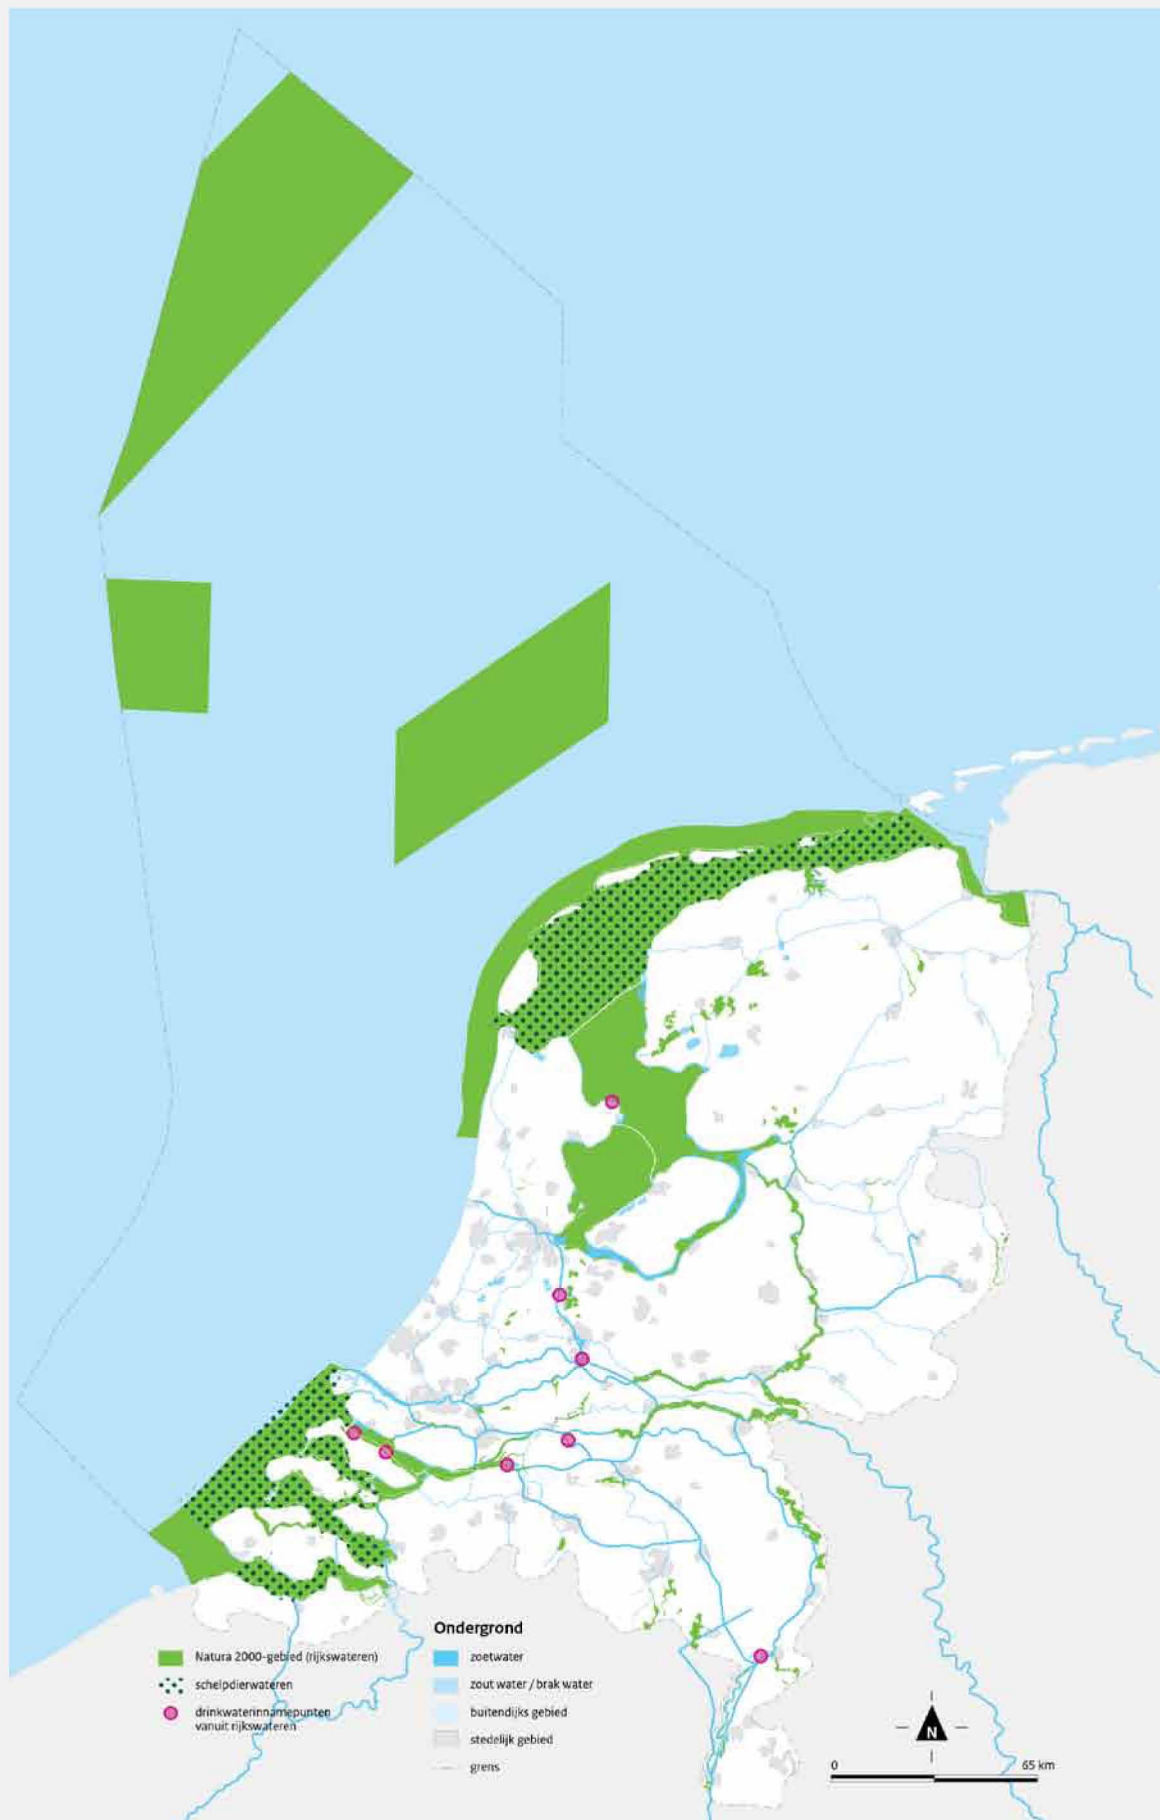 Natura 2000-gebied (rijkswateren)
schelpdierwateren
drinkwaterinnamepunten
vanuit rijkswateren
Ondergrond
zoetwater
zout water / brak water
buitendijks gebied
stedelijk gebied
grens
N
0 65 km